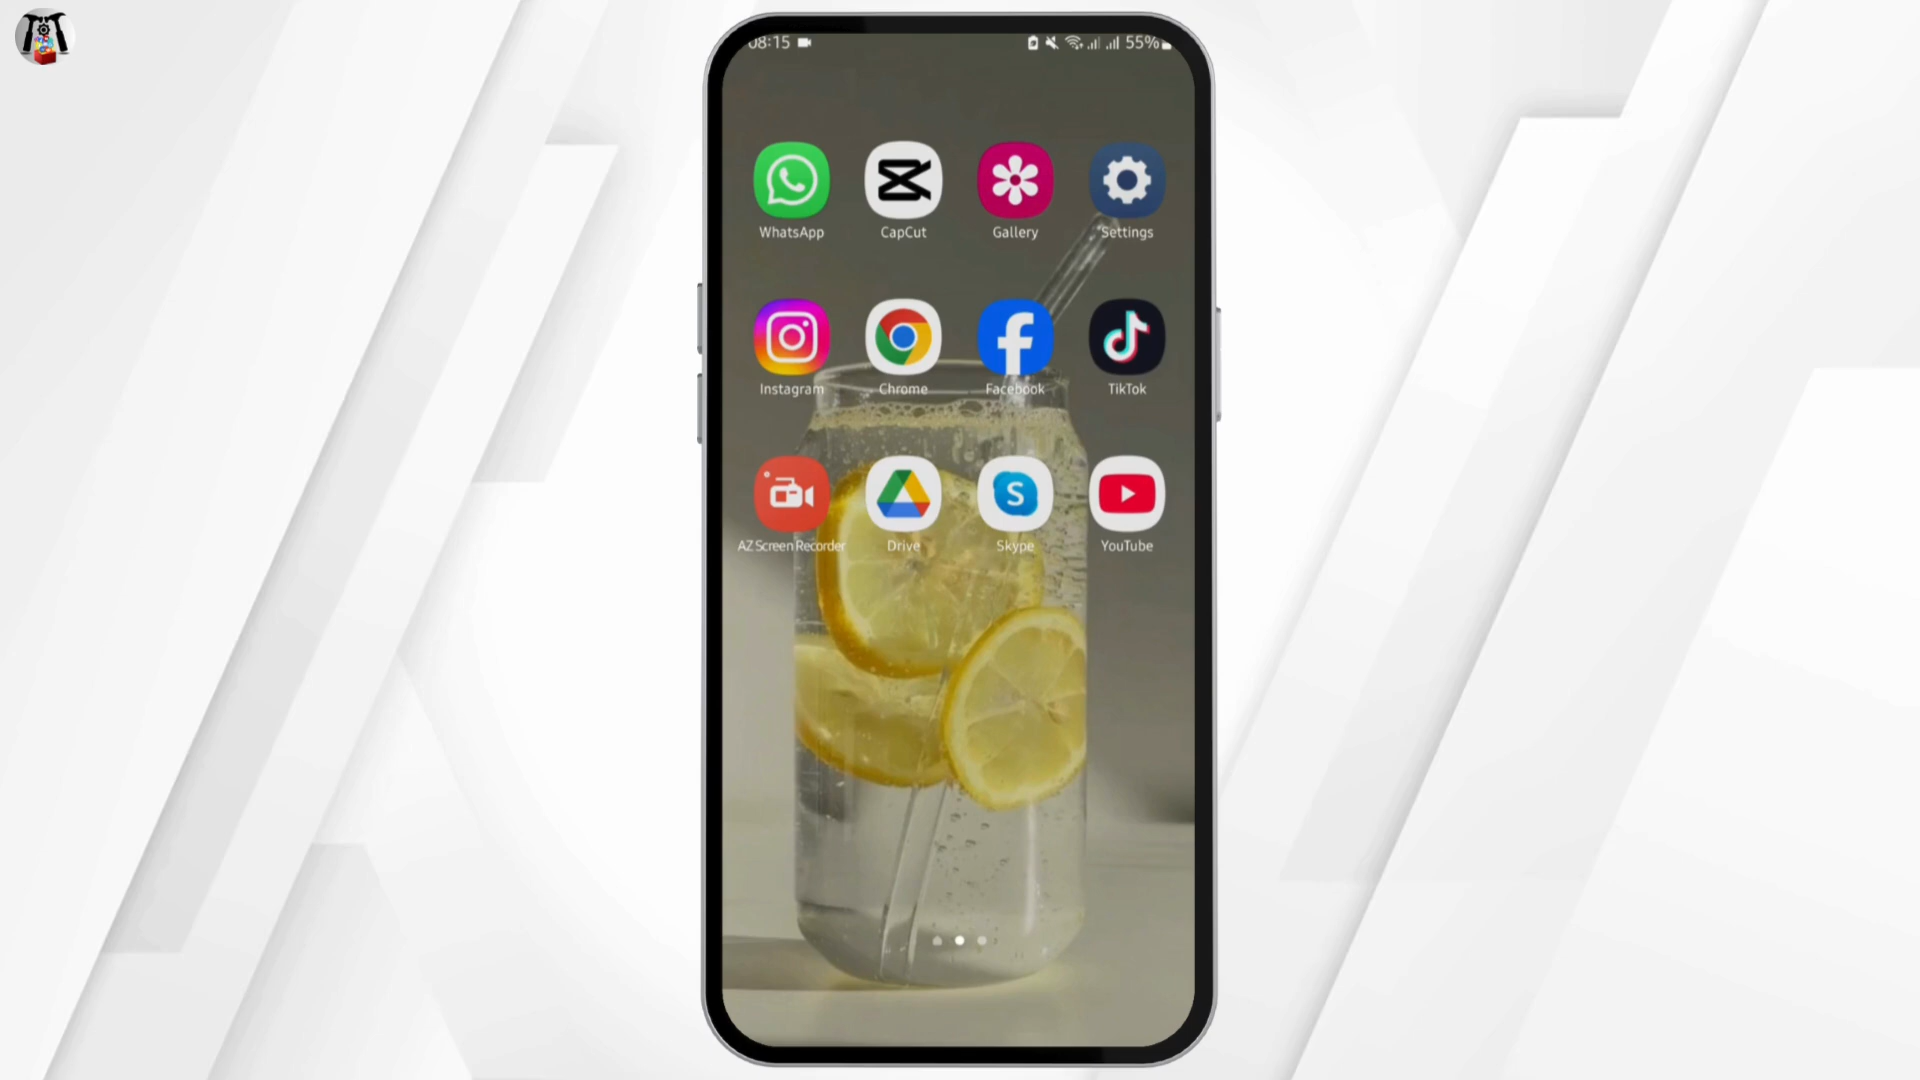 08:15 55%
WhatsApp CapCut Gallery Settings
Instagram Chrome Facebook TikTok
AZ Screen Recorder Drive Skype YouTube